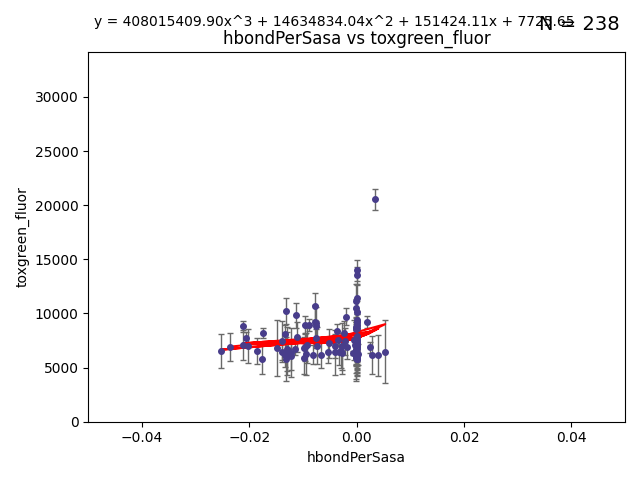 y = 408015409.90x^3 + 14634834.04x^2 + 151424.11x + 7725.65
N = 238
hbondPerSasa vs toxgreen_fluor
30000
25000
20000
15000
10000
5000
0
toxgreen_fluor
−0.04
−0.02
0.00
0.02
0.04
hbondPerSasa